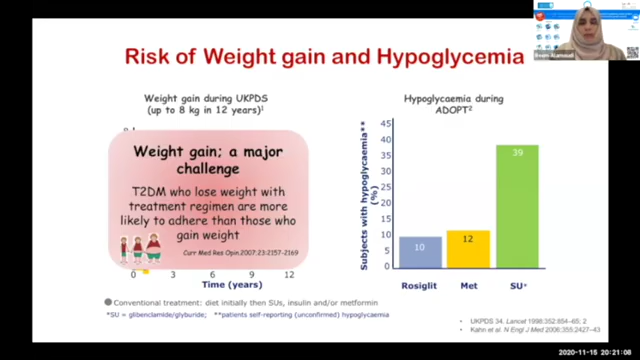 Risk of Weight gain and Hypoglycemia
Weight gain during UKPDS
(up to 8 kg in 12 years)¹
Weight gain; a major
challenge
T2DM who lose weight with
treatment regimen are more
likely to adhere than those who
gain weight
Curr Med Res Opin.2007:23:2157-2169
0 3 6 9 12
Time (years)
Hypoglycaemia during
ADOPT²
Subjects with hypoglycaemia**
(%)
45
40
35
30
25
20
15
10
5
0
10
12
39
Rosiglit Met SU*
Conventional treatment: diet initially then SUs, insulin and/or metformin
*SU = glibenclamide/glyburide; **patients self-reporting (unconfirmed) hypoglycaemia
• UKPDS 34, Lancet 1998:352:854–65; 2
• Kahn et al N Engl J Med 2006:355:2427–43
2020-11-15 20:21:08